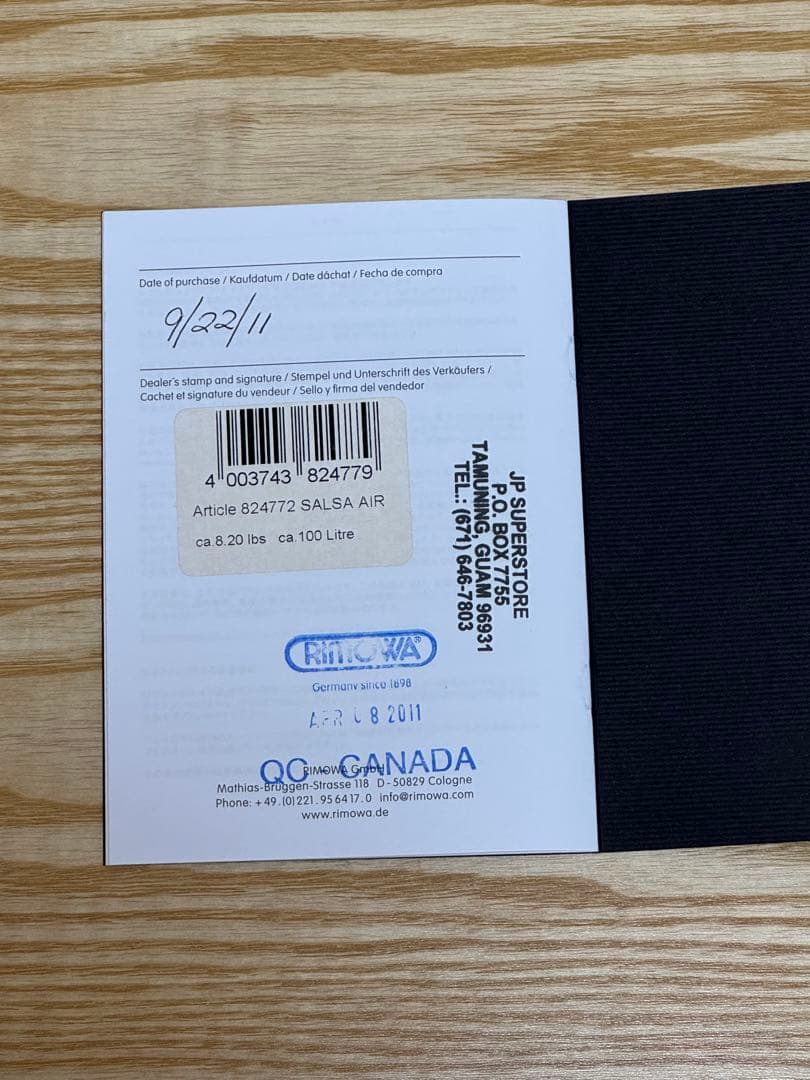 Date of purchase / Kaufdatum / Date dâchat / Fecha de compra
9/22/11
Dealer's stamp and signature / Stempel und Unterschrift des Verkäufers /
Cachet et signature du vendeur / Sello y firma del vendedor
4 003743 824779
Article 824772 SALSA AIR
ca.8.20 lbs ca.100 Litre
JP SUPERSTORE
P.O. BOX 7755
TAMUNING, GUAM 96931
TEL.: (671) 646-7803
RIMOWA®
Germany since 1898
APR 08 2011
QC - CANADA
RIMOWA GmbH
Mathias-Brüggen-Strasse 118 D - 50829 Cologne
Phone: +49.(0)221.956417.0 info@rimowa.com
www.rimowa.de